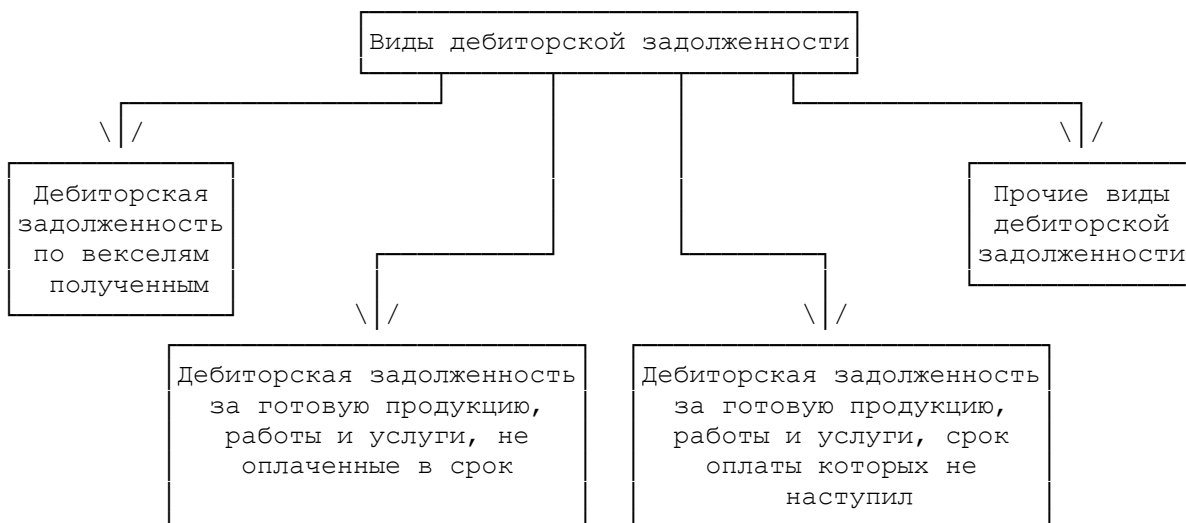 Виды дебиторской задолженности
Дебиторская
задолженность
по векселям
полученным
Прочие виды
дебиторской
задолженности
Дебиторская задолженность
за готовую продукцию,
работы и услуги, не
оплаченные в срок
Дебиторская задолженность
за готовую продукцию,
работы и услуги, срок
оплаты которых не
наступил